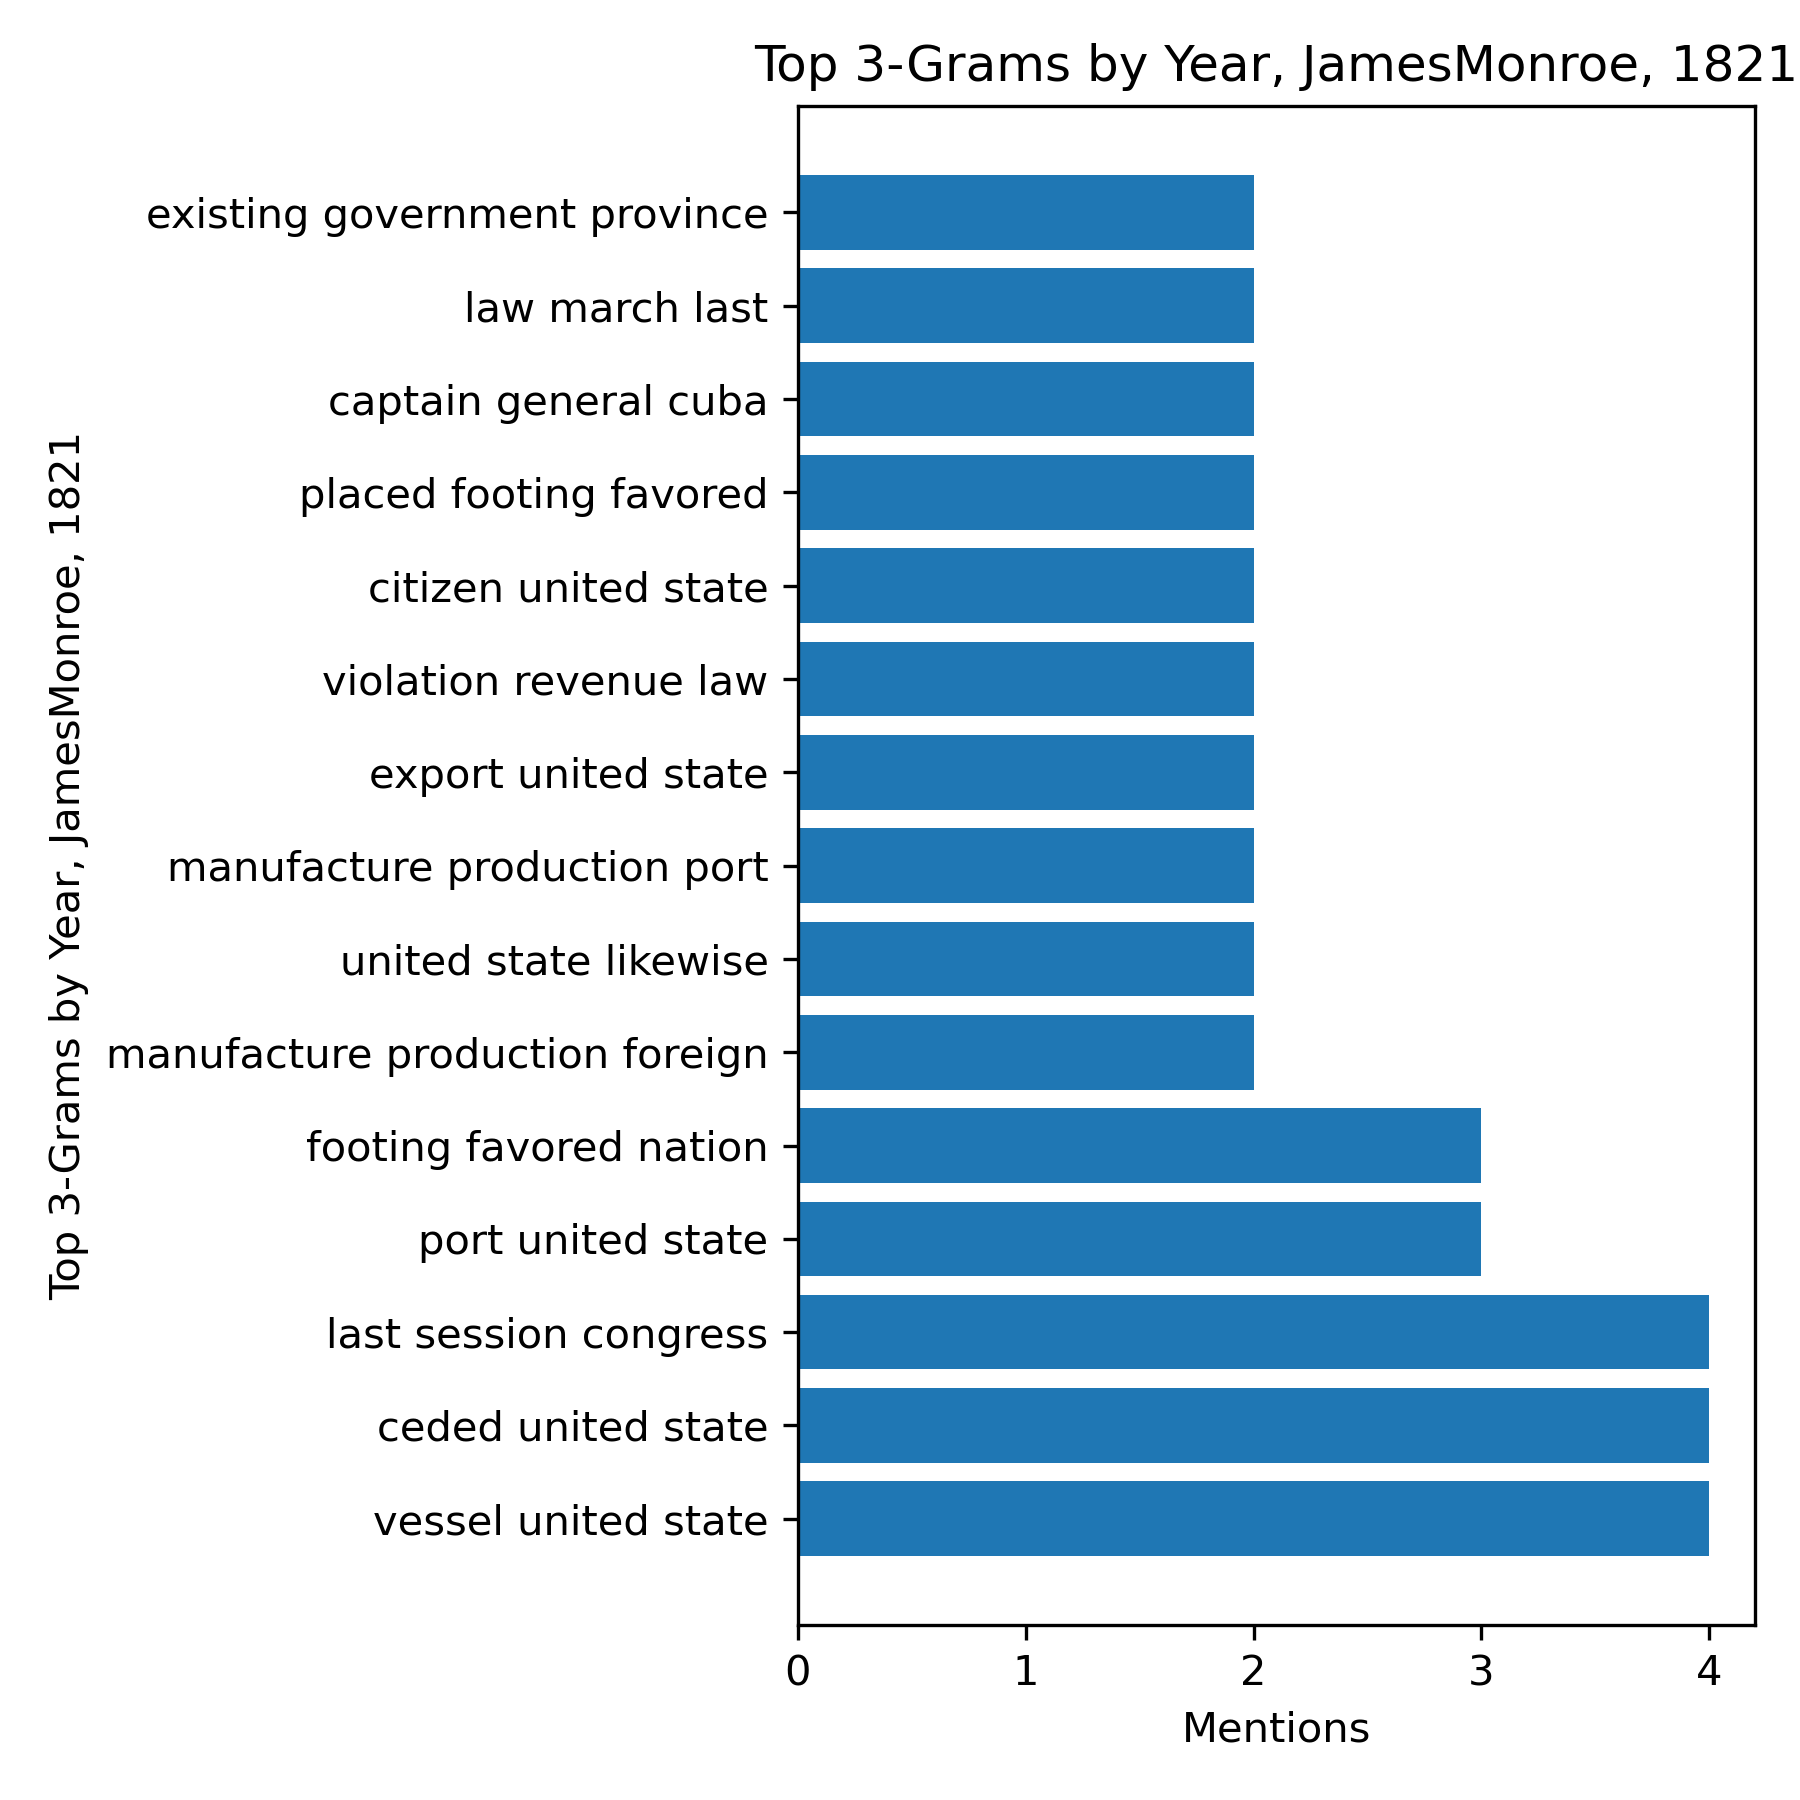 Top 3-Grams by Year, JamesMonroe, 1821
existing government province
law march last
captain general cuba
placed footing favored
citizen united state
violation revenue law
export united state
manufacture production port
united state likewise
manufacture production foreign
footing favored nation
port united state
last session congress
ceded united state
vessel united state
Top 3-Grams by Year, JamesMonroe, 1821
0 1 2 3 4
Mentions